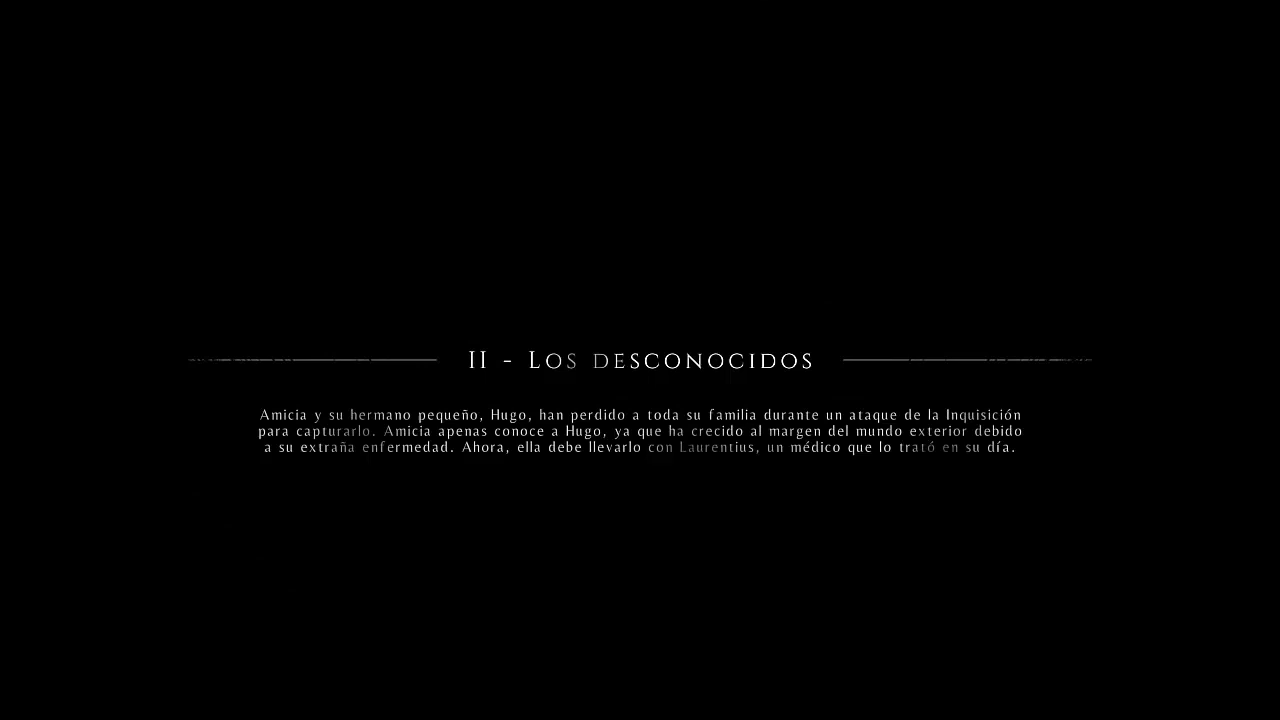 II - Los desconocidos
Amicia y su hermano pequeño, Hugo, han perdido a toda su familia durante un ataque de la Inquisición
para capturarlo. Amicia apenas conoce a Hugo, ya que ha crecido al margen del mundo exterior debido
a su extraña enfermedad. Ahora, ella debe llevarlo con Laurentius, un médico que lo trató en su día.